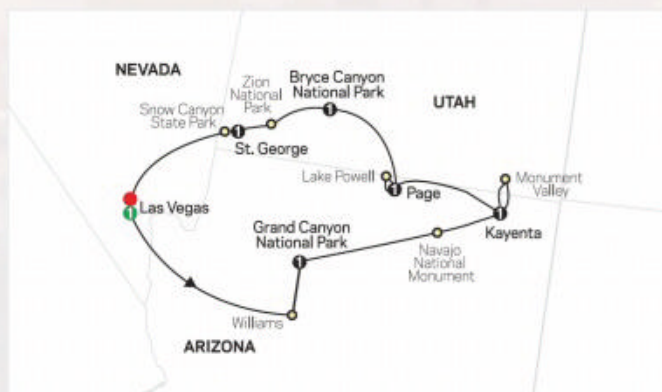 NEVADA
Zion
National
Park
Bryce Canyon
National Park
UTAH
Snow Canyon
State Park
1
1
St. George
Lake Powell
1
Page
Monument
Valley
1
Las Vegas
Grand Canyon
National Park
1
Kayenta
1
Navajo
National
Monument
Williams
ARIZONA